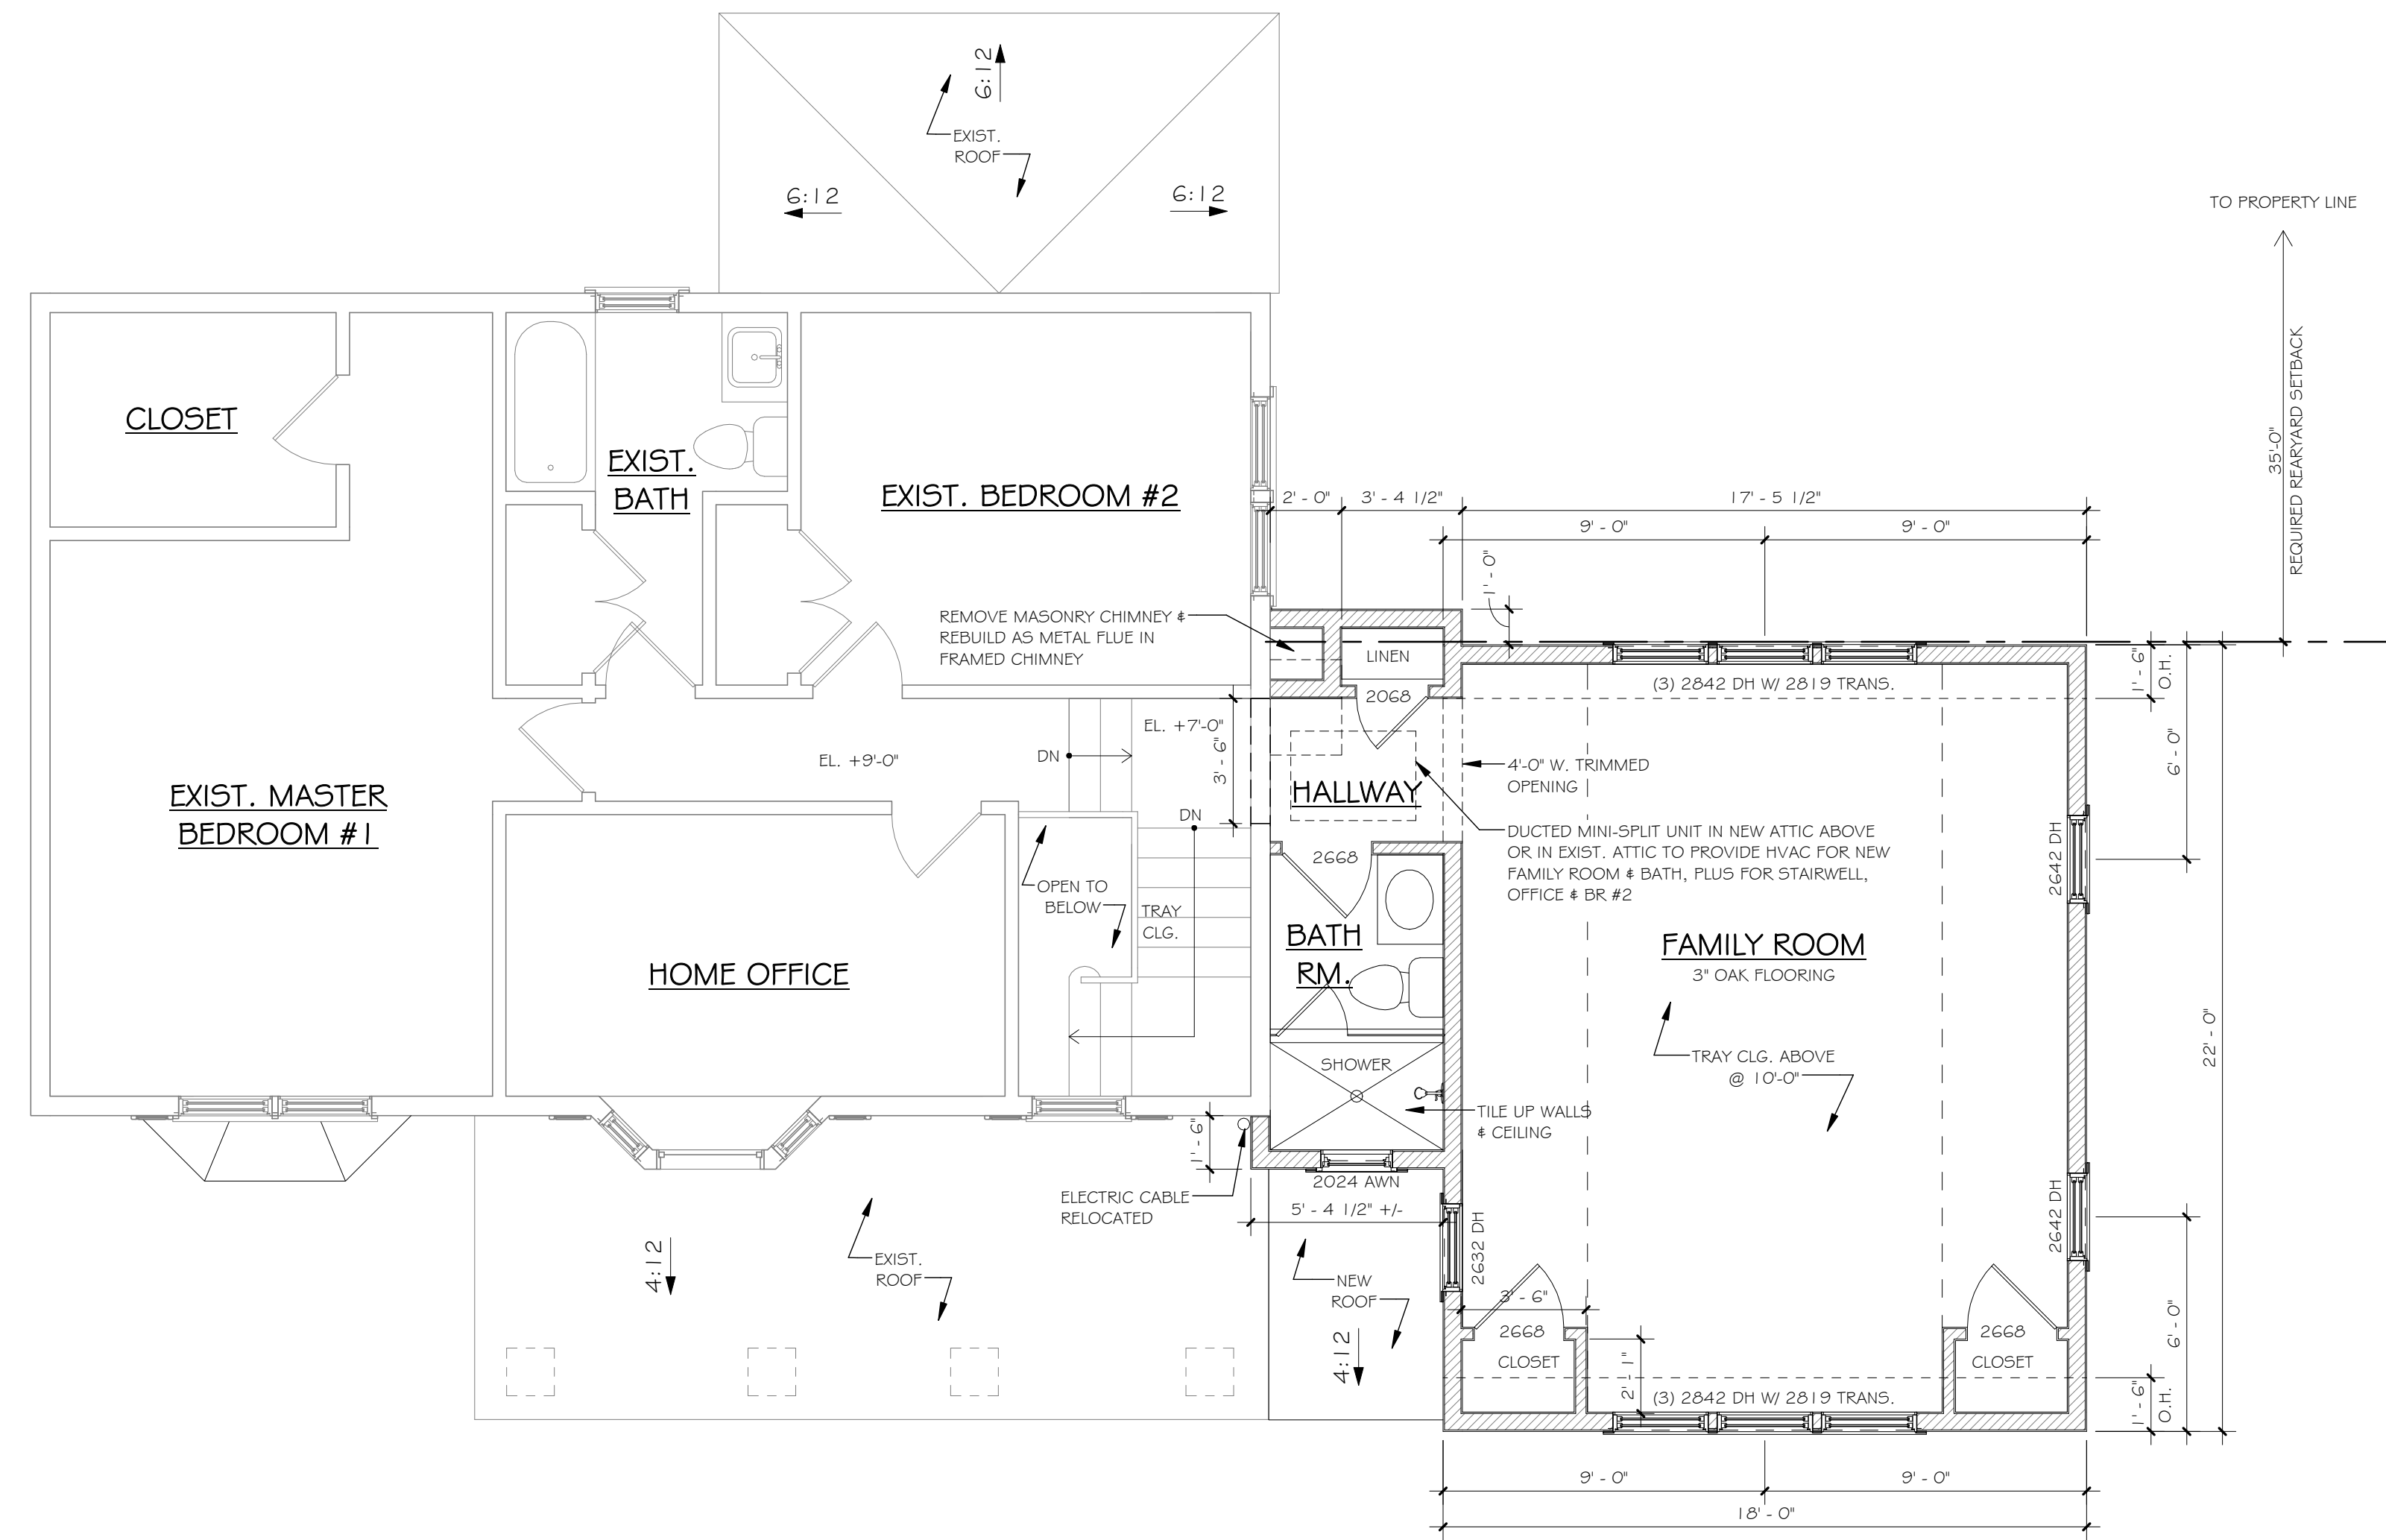 6:12
EXIST.
ROOF
6:12
6:12
TO PROPERTY LINE
35'-0"
REQUIRED REARYARD SETBACK
CLOSET
EXIST.
BATH
EXIST. BEDROOM #2
2' - 0"
3' - 4 1/2"
17' - 5 1/2"
9' - 0"
9' - 0"
1' - 0"
REMOVE MASONRY CHIMNEY &
REBUILD AS METAL FLUE IN
FRAMED CHIMNEY
LINEN
2068
(3) 2842 DH W/ 2819 TRANS.
1' - 6"
O.H.
EL. +7'-0"
DN
EL. +9'-0"
3' - 6"
6' - 0"
4'-0" W. TRIMMED
OPENING
HALLWAY
EXIST. MASTER
BEDROOM #1
DN
DUCTED MINI-SPLIT UNIT IN NEW ATTIC ABOVE
OR IN EXIST. ATTIC TO PROVIDE HVAC FOR NEW
FAMILY ROOM & BATH, PLUS FOR STAIRWELL,
OFFICE & BR #2
2668
2642 DH
OPEN TO
BELOW
TRAY
CLG.
BATH
RM.
FAMILY ROOM
3" OAK FLOORING
HOME OFFICE
22' - 0"
TRAY CLG. ABOVE
@ 10'-0"
SHOWER
TILE UP WALLS
& CEILING
1' - 6"
2024 AWN
ELECTRIC CABLE
RELOCATED
5' - 4 1/2" +/-
2632 DH
2642 DH
4:12
EXIST.
ROOF
NEW
ROOF
4:12
3' - 6"
2668
CLOSET
2' - 1"
2668
CLOSET
6' - 0"
(3) 2842 DH W/ 2819 TRANS.
1' - 6"
O.H.
9' - 0"
9' - 0"
18' - 0"